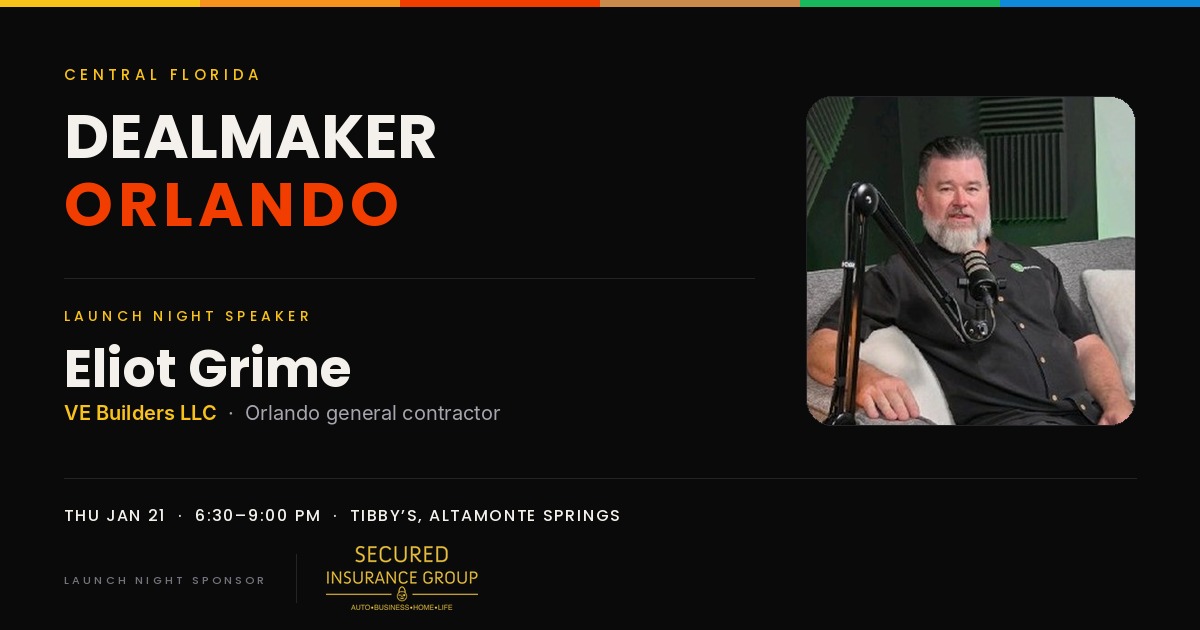 CENTRAL FLORIDA
DEALMAKER
ORLANDO
LAUNCH NIGHT SPEAKER
Eliot Grime
VE Builders LLC · Orlando general contractor
THU JAN 21 · 6:30–9:00 PM · TIBBY’S, ALTAMONTE SPRINGS
LAUNCH NIGHT SPONSOR
SECURED
INSURANCE GROUP
AUTO•BUSINESS•HOME•LIFE